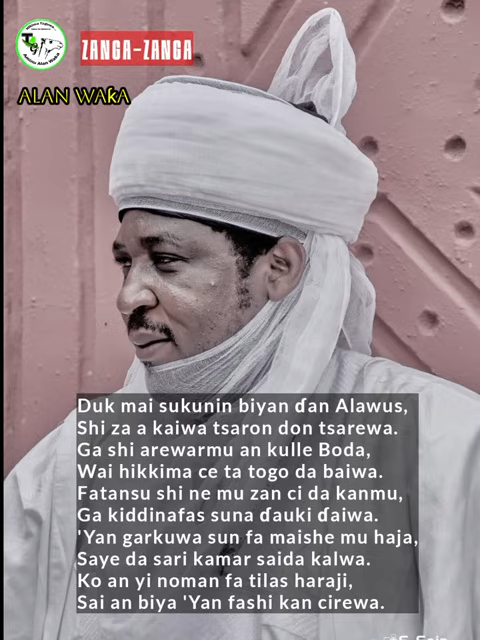 ZANGA-ZANGA
ALAN WAƙA
Duk mai sukunin biyan ɗan Alawus,
Shi za a kaiwa tsaron don tsarewa.
Ga shi arewarmu an kulle Boda,
Wai hikkima ce ta togo da baiwa.
Fatansu shi ne mu zan ci da kanmu,
Ga kiddinafas suna ɗauki ɗaiwa.
'Yan garkuwa sun fa maishe mu haja,
Saye da sari kamar saida kalwa.
Ko an yi noman fa tilas haraji,
Sai an biya 'Yan fashi kan cirewa.